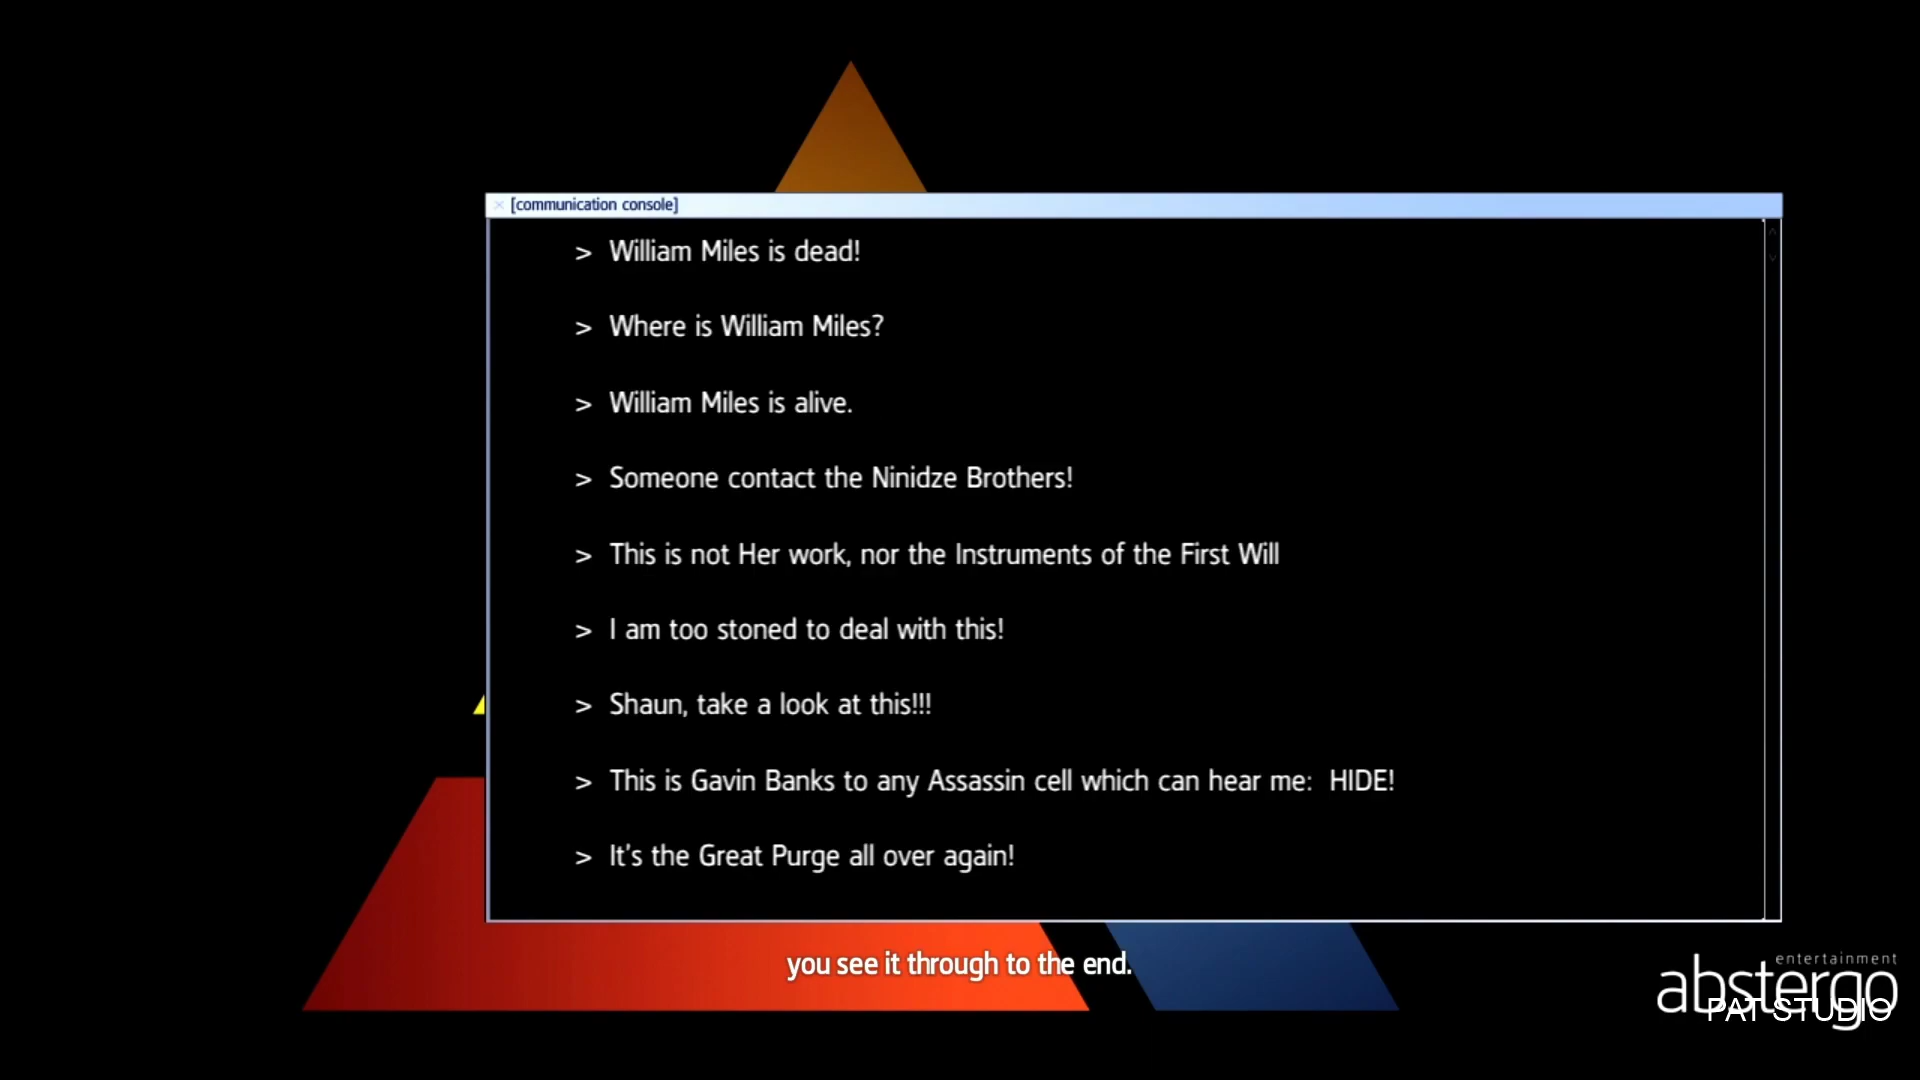 [communication console]
> William Miles is dead!
> Where is William Miles?
> William Miles is alive.
> Someone contact the Ninidze Brothers!
> This is not Her work, nor the Instruments of the First Will
> I am too stoned to deal with this!
> Shaun, take a look at this!!!
> This is Gavin Banks to any Assassin cell which can hear me:  HIDE!
> It's the Great Purge all over again!
you see it through to the end.
entertainment
abstergo
PAT STUDIO